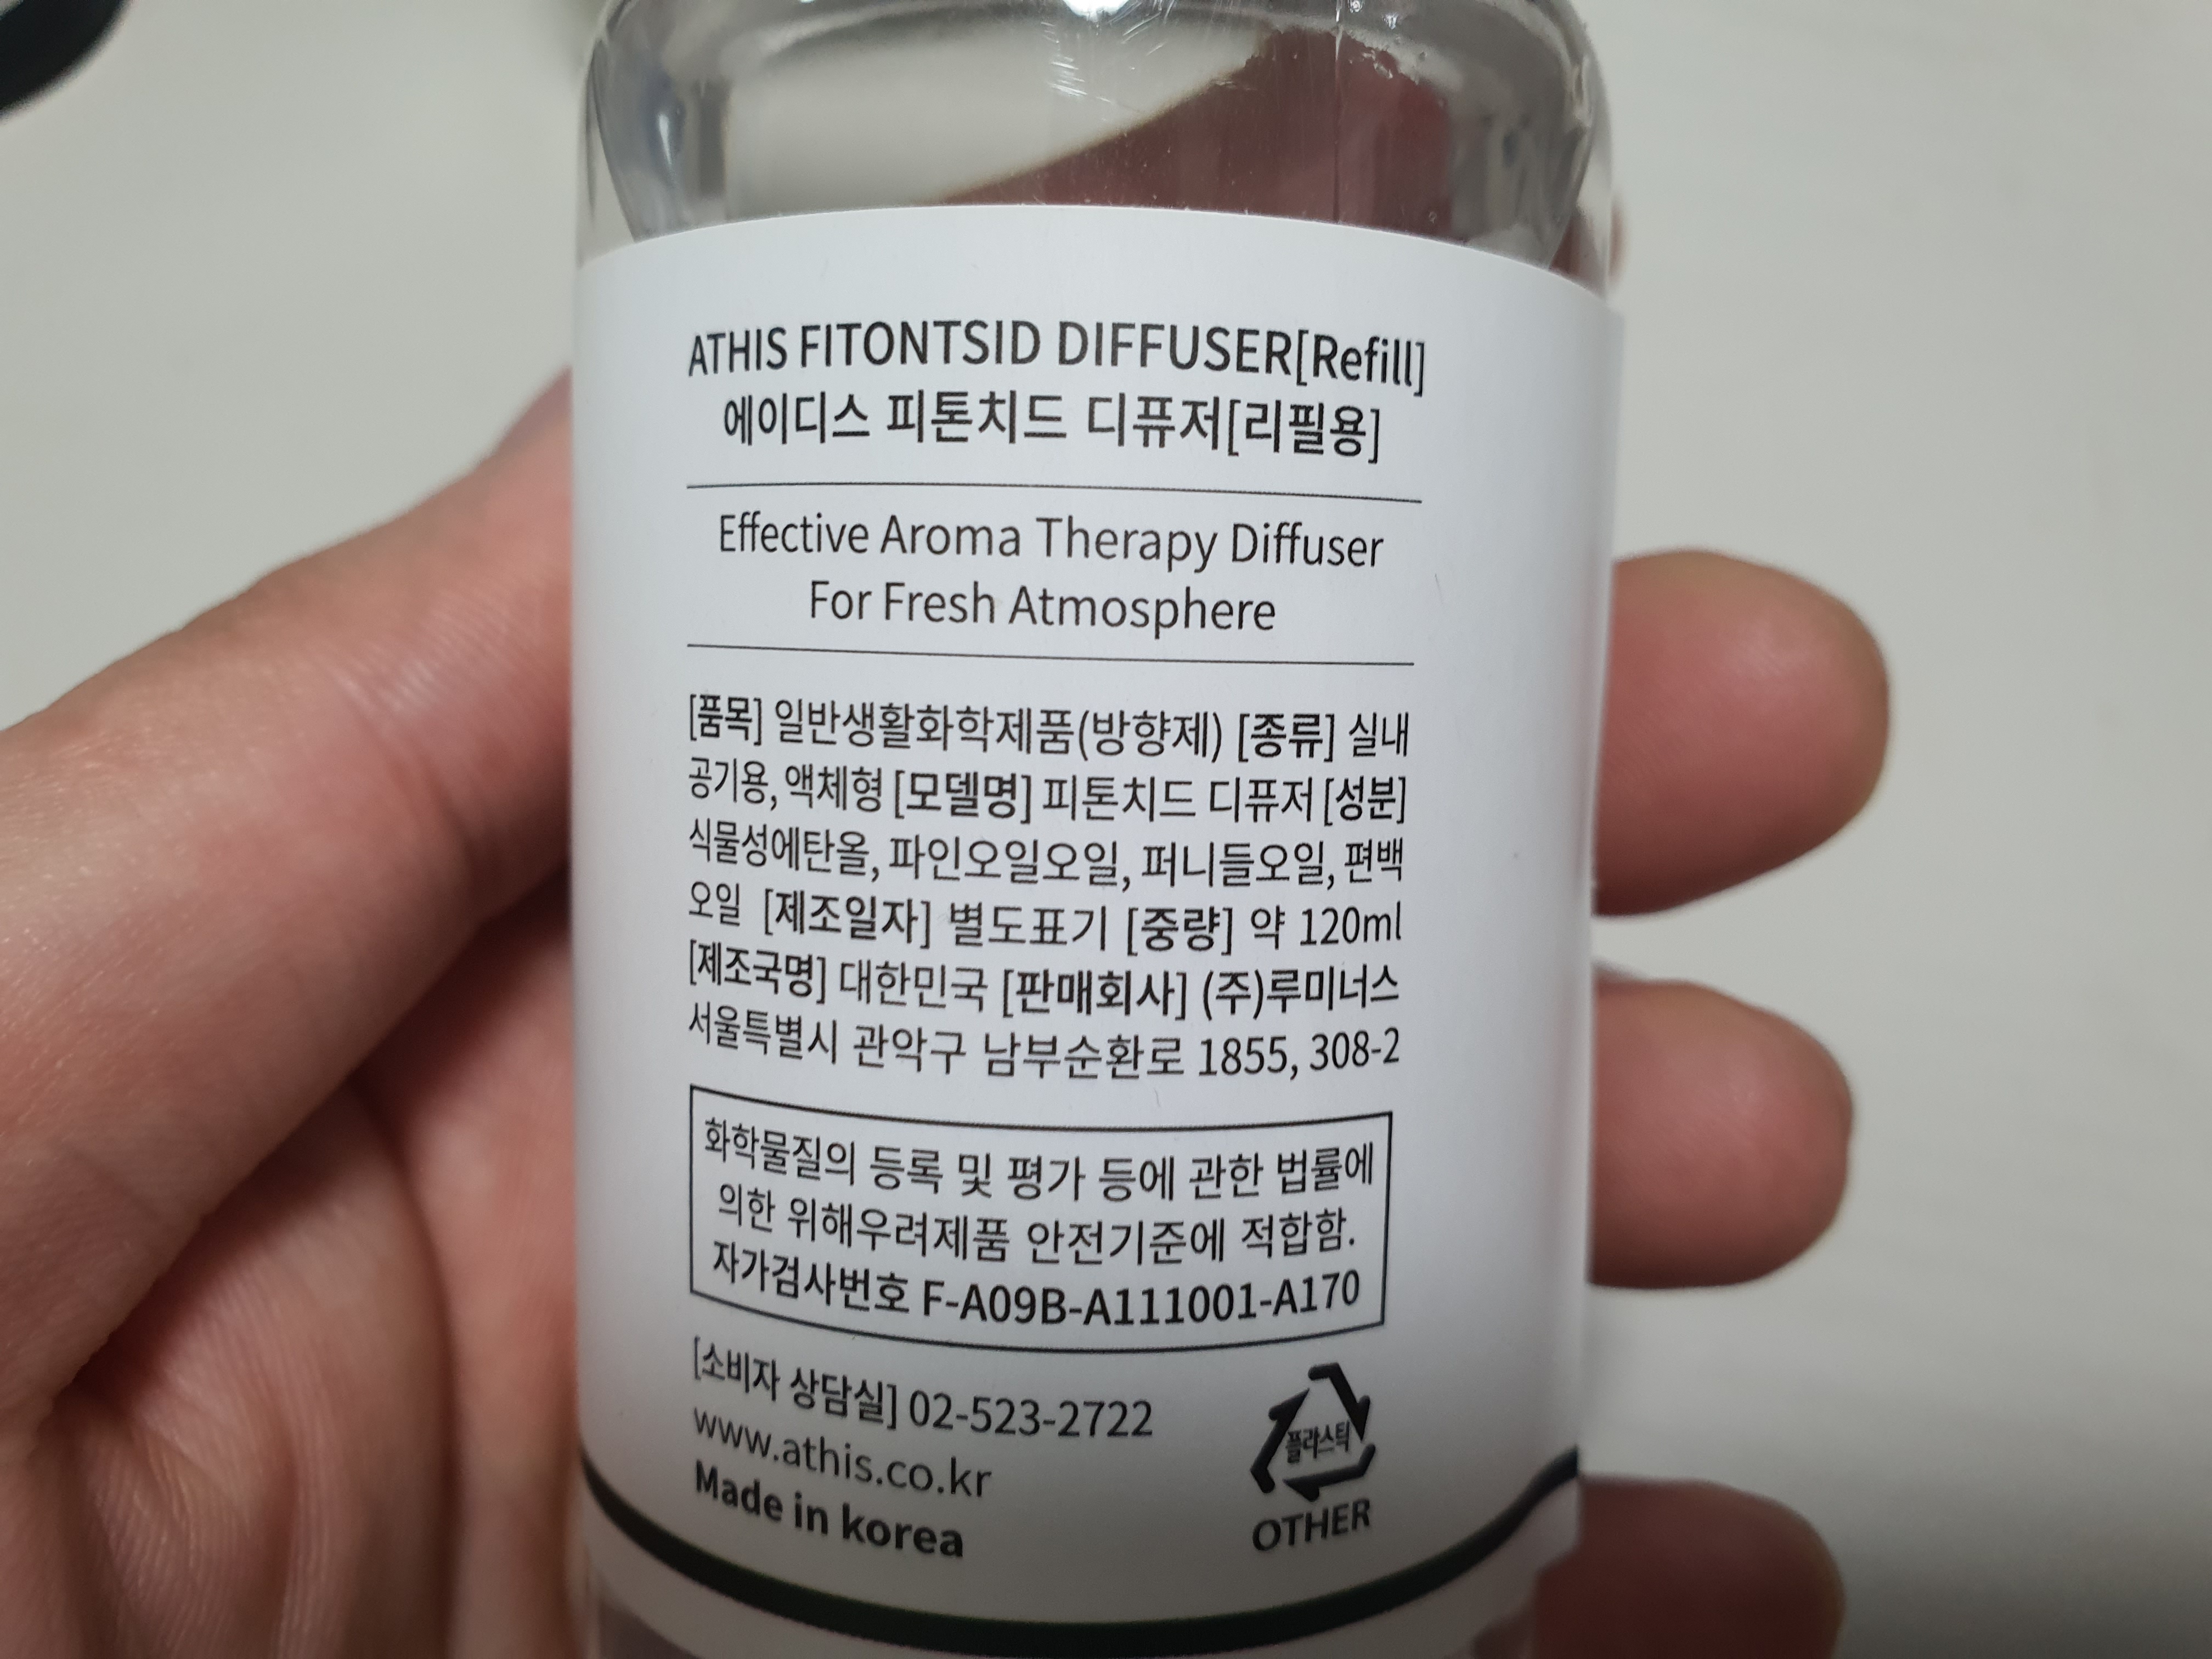 ATHIS FITONTSID DIFFUSER[Refill]
에이디스 피톤치드 디퓨저[리필용]
Effective Aroma Therapy Diffuser
For Fresh Atmosphere
[품목] 일반생활화학제품(방향제) [종류] 실내
공기용, 액체형 [모델명] 피톤치드 디퓨저 [성분]
식물성에탄올, 파인오일오일, 퍼니들오일, 편백
오일 [제조일자] 별도표기 [중량] 약 120ml
[제조국명] 대한민국 [판매회사] (주)루미너스
서울특별시 관악구 남부순환로 1855, 308-2
화학물질의 등록 및 평가 등에 관한 법률에
의한 위해우려제품 안전기준에 적합함.
자가검사번호 F-A09B-A111001-A170
[소비자 상담실] 02-523-2722
www.athis.co.kr
Made in korea
플라스틱
OTHER